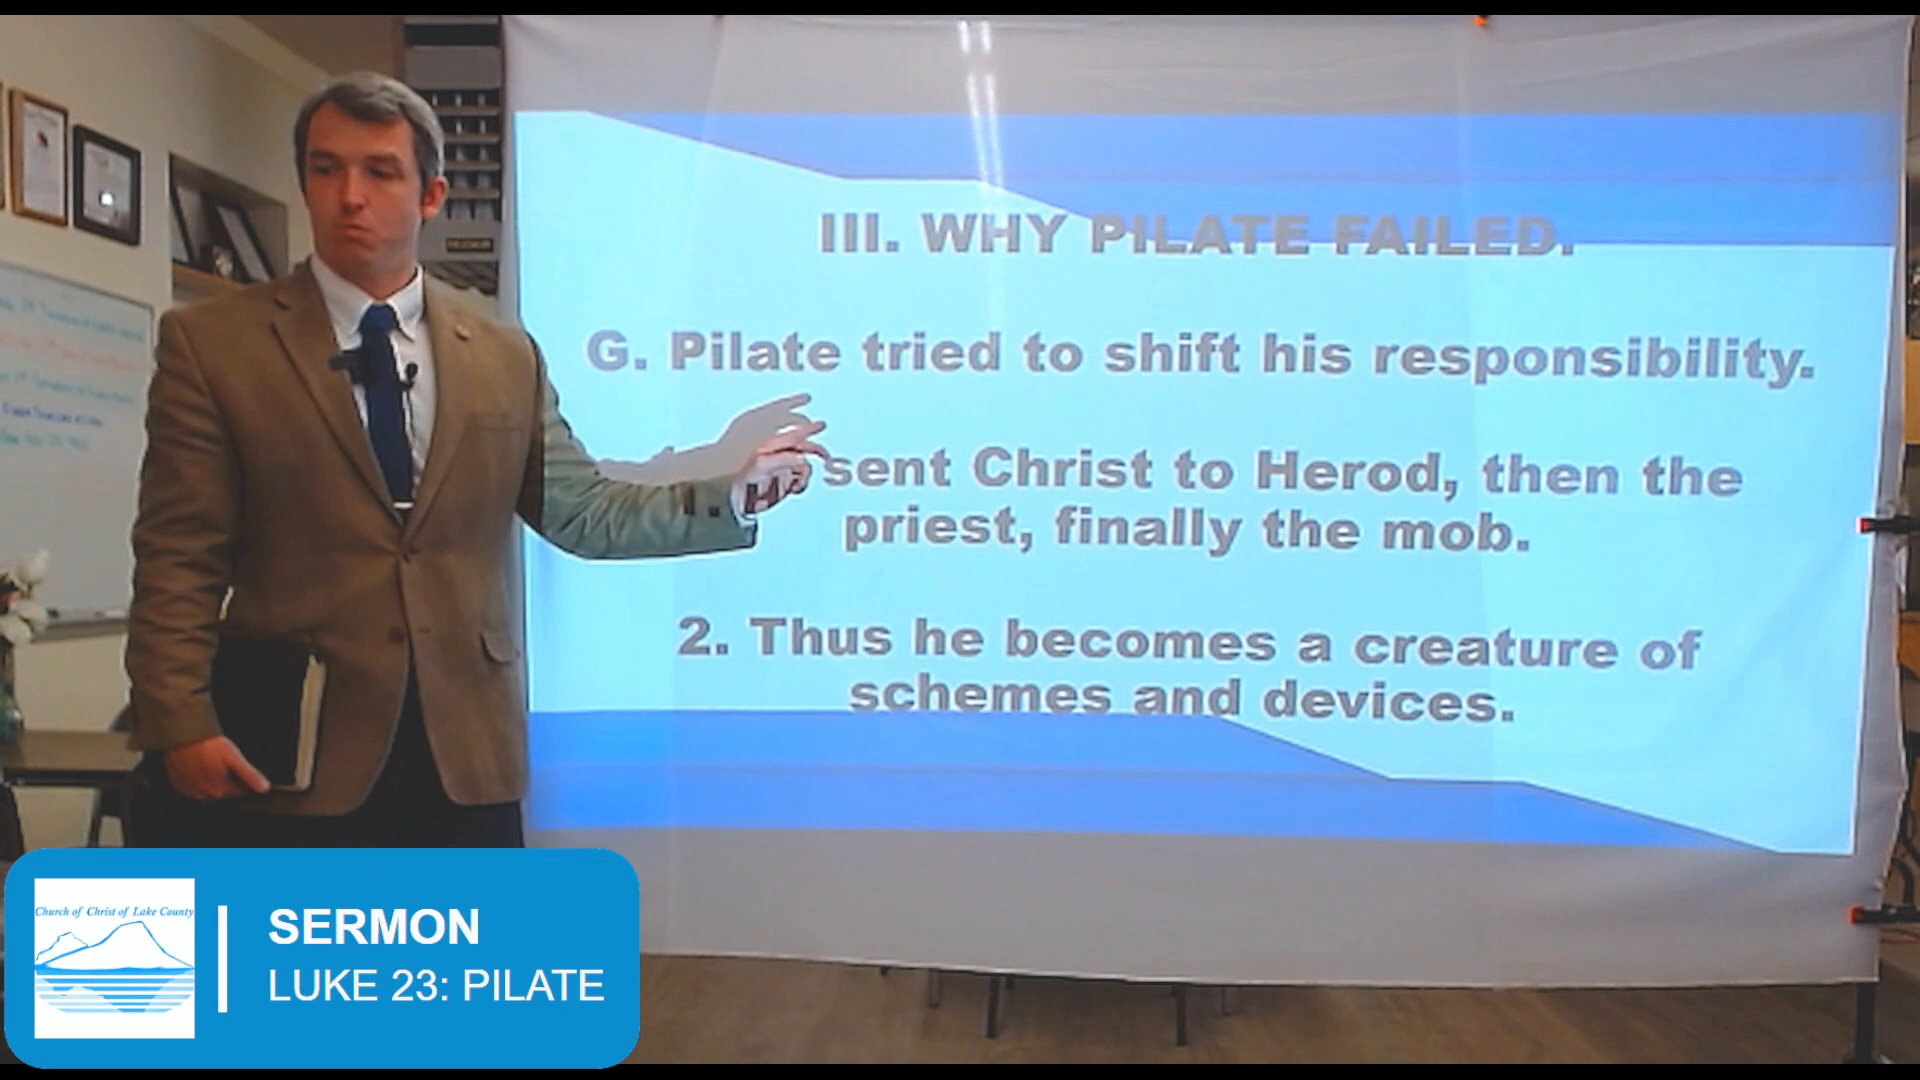 III. WHY PILATE FAILED.
G. Pilate tried to shift his responsibility.
sent Christ to Herod, then the
priest, finally the mob.
2. Thus he becomes a creature of
schemes and devices.
Church of Christ of Lake County
SERMON
LUKE 23: PILATE